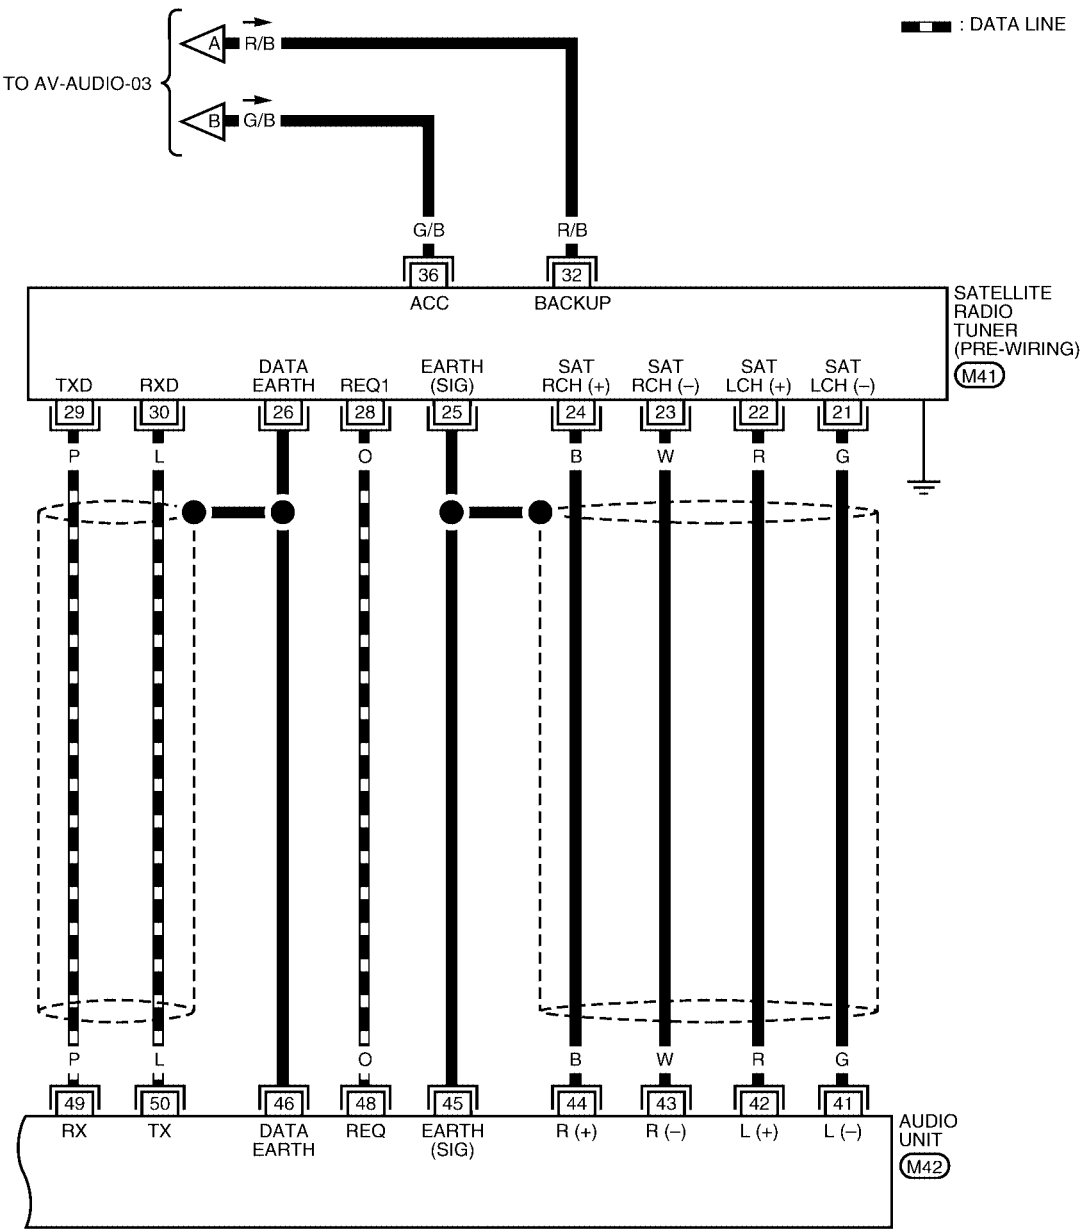 : DATA LINE
A R/B
TO AV-AUDIO-03
B G/B
G/B R/B
36 32
ACC BACKUP
SATELLITE
RADIO
TUNER
(PRE-WIRING)
M41
TXD RXD DATA EARTH REQ1 EARTH (SIG) SAT RCH (+) SAT RCH (–) SAT LCH (+) SAT LCH (–)
29 30 26 28 25 24 23 22 21
P L O B W R G
P L O B W R G
49 50 46 48 45 44 43 42 41
RX TX DATA EARTH REQ EARTH (SIG) R (+) R (–) L (+) L (–)
AUDIO
UNIT
M42